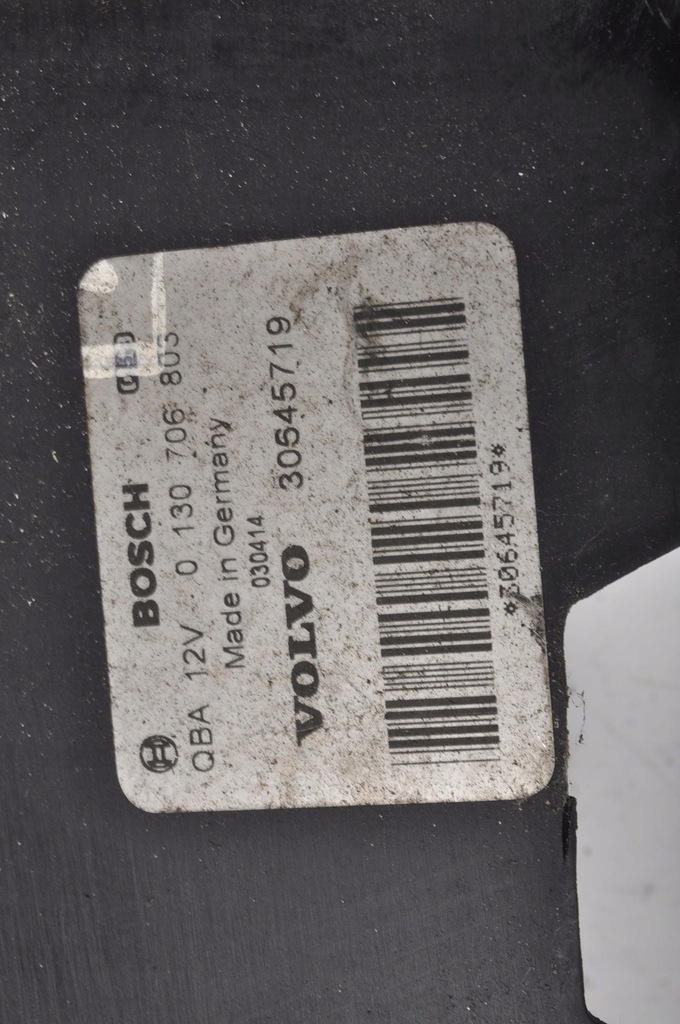 BOSCH
QBA 12V 0 130 706 803
Made in Germany
030414
VOLVO 30645719
*30645719*